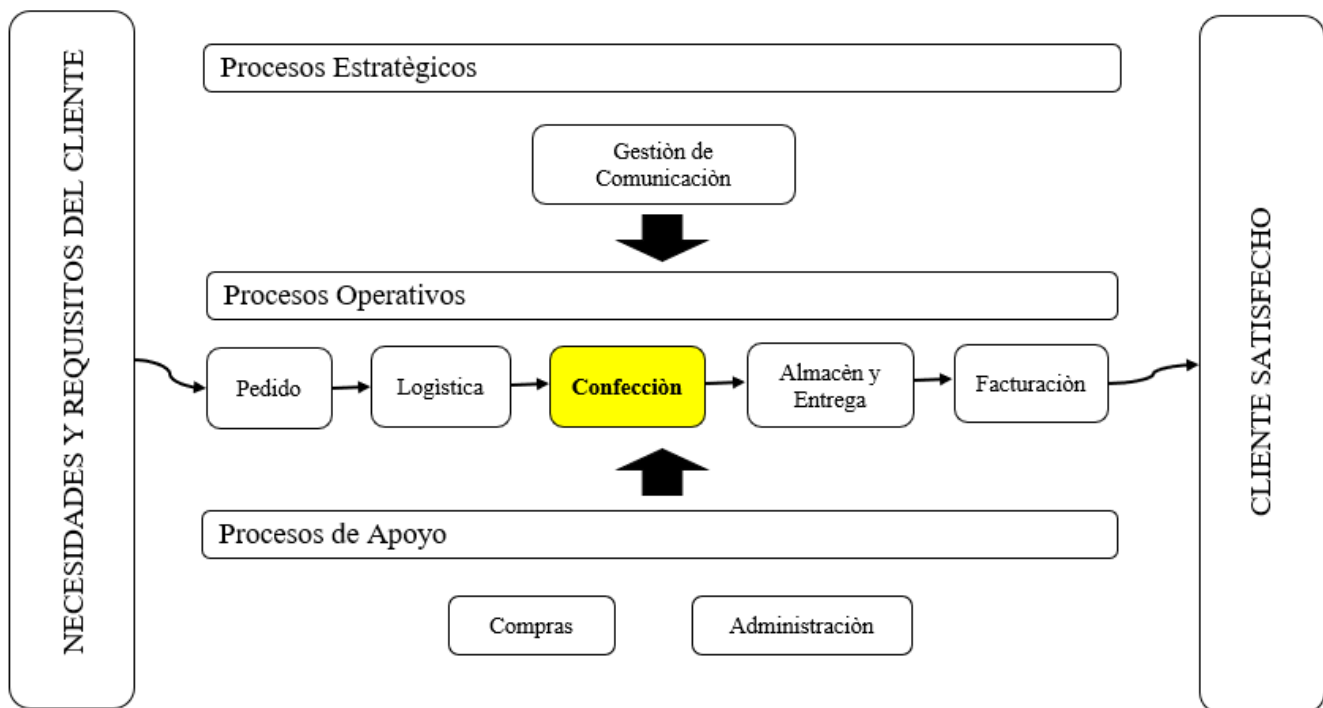 NECESIDADES Y REQUISITOS DEL CLIENTE
Procesos Estratègicos
Gestiòn de
Comunicaciòn
Procesos Operativos
Pedido
Logìstica
Confecciòn
Almacèn y
Entrega
Facturaciòn
Procesos de Apoyo
Compras
Administraciòn
CLIENTE SATISFECHO